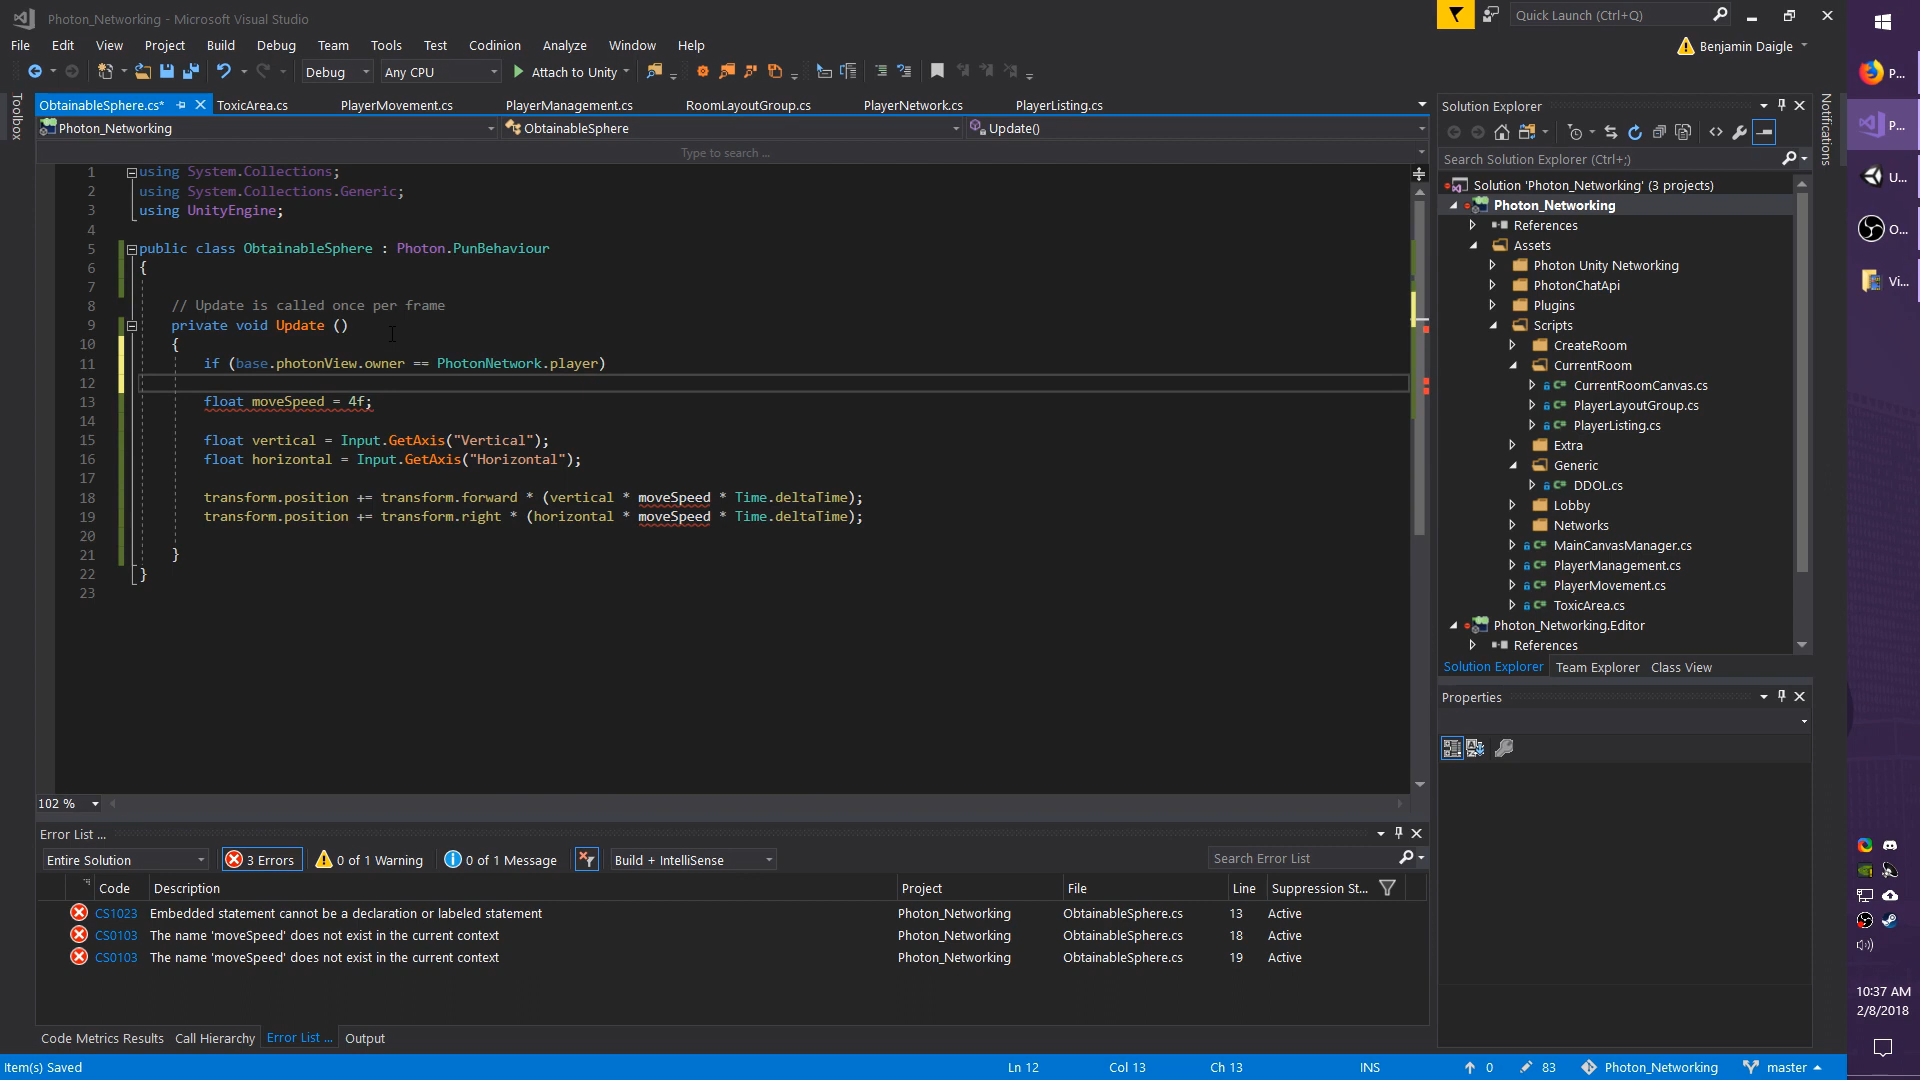 Photon_Networking - Microsoft Visual Studio
Quick Launch (Ctrl+Q)
File Edit View Project Build Debug Team Tools Test Codinion Analyze Window Help
Benjamin Daigle
Debug Any CPU Attach to Unity
P...
P...
U...
O...
Vi...
Toolbox
ObtainableSphere.cs* ToxicArea.cs PlayerMovement.cs PlayerManagement.cs RoomLayoutGroup.cs PlayerNetwork.cs PlayerListing.cs
Photon_Networking ObtainableSphere Update()
Type to search ...
1 using System.Collections;
2 using System.Collections.Generic;
3 using UnityEngine;
4
5 public class ObtainableSphere : Photon.PunBehaviour
6 {
7
8 // Update is called once per frame
9 private void Update ()
10 {
11 if (base.photonView.owner == PhotonNetwork.player)
12
13 float moveSpeed = 4f;
14
15 float vertical = Input.GetAxis("Vertical");
16 float horizontal = Input.GetAxis("Horizontal");
17
18 transform.position += transform.forward * (vertical * moveSpeed * Time.deltaTime);
19 transform.position += transform.right * (horizontal * moveSpeed * Time.deltaTime);
20
21 }
22 }
23
102 %
Solution Explorer
Search Solution Explorer (Ctrl+;)
Solution 'Photon_Networking' (3 projects)
Photon_Networking
References
Assets
Photon Unity Networking
PhotonChatApi
Plugins
Scripts
CreateRoom
CurrentRoom
CurrentRoomCanvas.cs
PlayerLayoutGroup.cs
PlayerListing.cs
Extra
Generic
DDOL.cs
Lobby
Networks
MainCanvasManager.cs
PlayerManagement.cs
PlayerMovement.cs
ToxicArea.cs
Photon_Networking.Editor
References
Solution Explorer Team Explorer Class View
Notifications
Properties
Error List ...
Entire Solution 3 Errors 0 of 1 Warning 0 of 1 Message Build + IntelliSense Search Error List
Code Description Project File Line Suppression St...
CS1023 Embedded statement cannot be a declaration or labeled statement Photon_Networking ObtainableSphere.cs 13 Active
CS0103 The name 'moveSpeed' does not exist in the current context Photon_Networking ObtainableSphere.cs 18 Active
CS0103 The name 'moveSpeed' does not exist in the current context Photon_Networking ObtainableSphere.cs 19 Active
Code Metrics Results Call Hierarchy Error List ... Output
Item(s) Saved Ln 12 Col 13 Ch 13 INS 0 83 Photon_Networking master
10:37 AM
2/8/2018